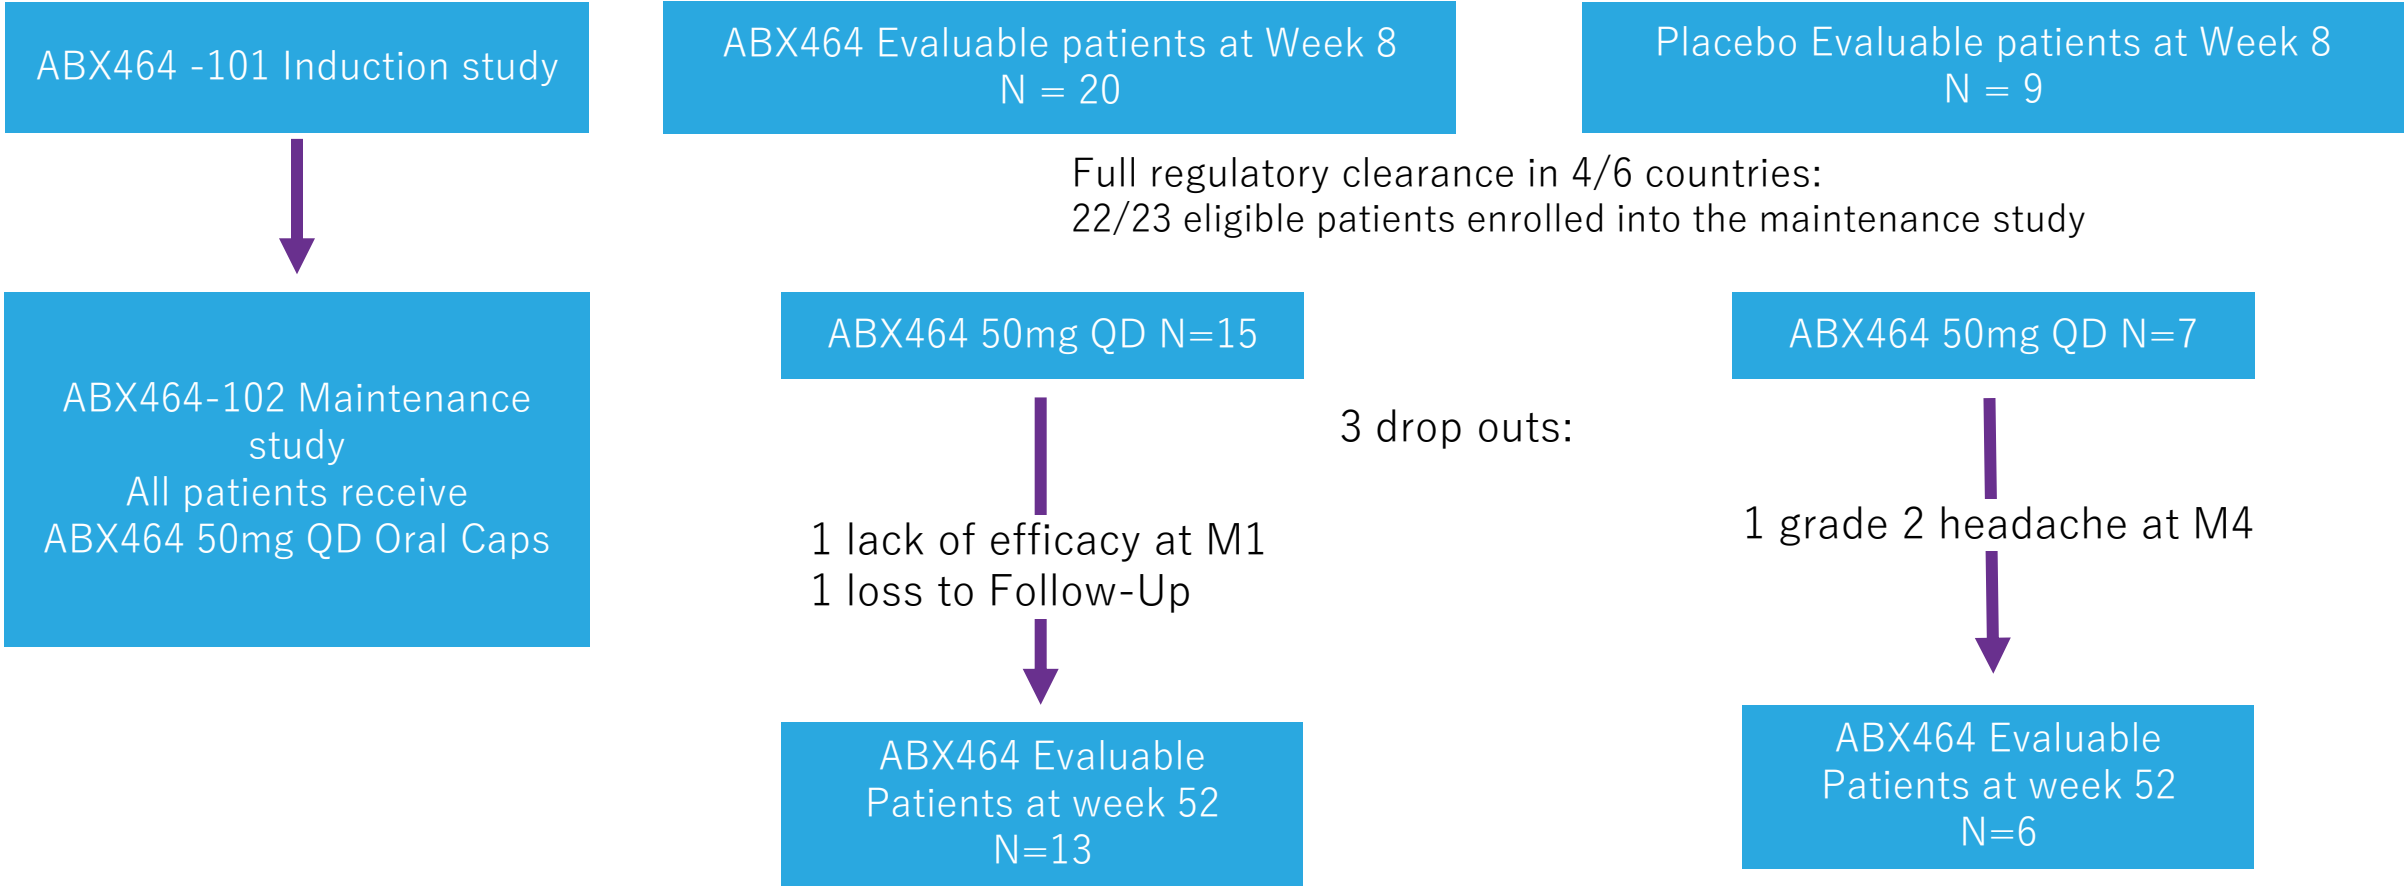 ABX464 -101 Induction study
ABX464 Evaluable patients at Week 8
N = 20
Placebo Evaluable patients at Week 8
N = 9
Full regulatory clearance in 4/6 countries:
22/23 eligible patients enrolled into the maintenance study
ABX464-102 Maintenance
study
All patients receive
ABX464 50mg QD Oral Caps
ABX464 50mg QD N=15
ABX464 50mg QD N=7
3 drop outs:
1 lack of efficacy at M1
1 loss to Follow-Up
1 grade 2 headache at M4
ABX464 Evaluable
Patients at week 52
N=13
ABX464 Evaluable
Patients at week 52
N=6